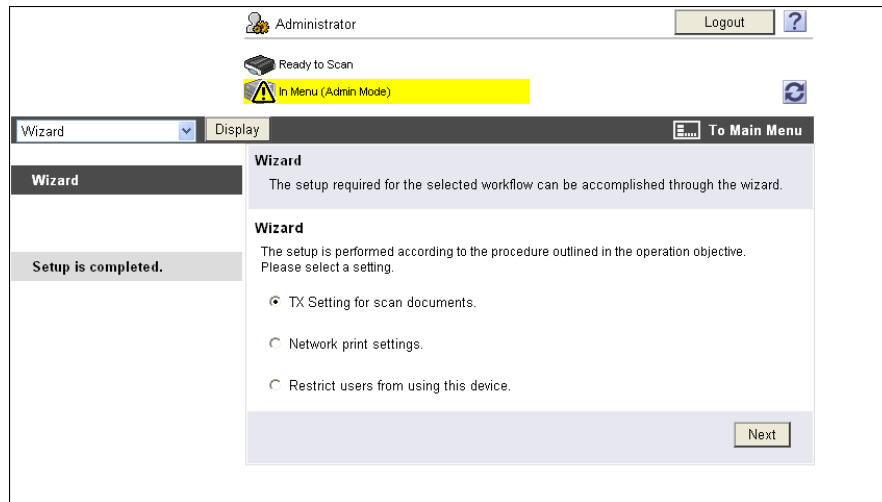 Administrator
Logout
?
Ready to Scan
In Menu (Admin Mode)
Wizard
Display
To Main Menu
Wizard
Setup is completed.
Wizard
The setup required for the selected workflow can be accomplished through the wizard.
Wizard
The setup is performed according to the procedure outlined in the operation objective.
Please select a setting.
TX Setting for scan documents.
Network print settings.
Restrict users from using this device.
Next